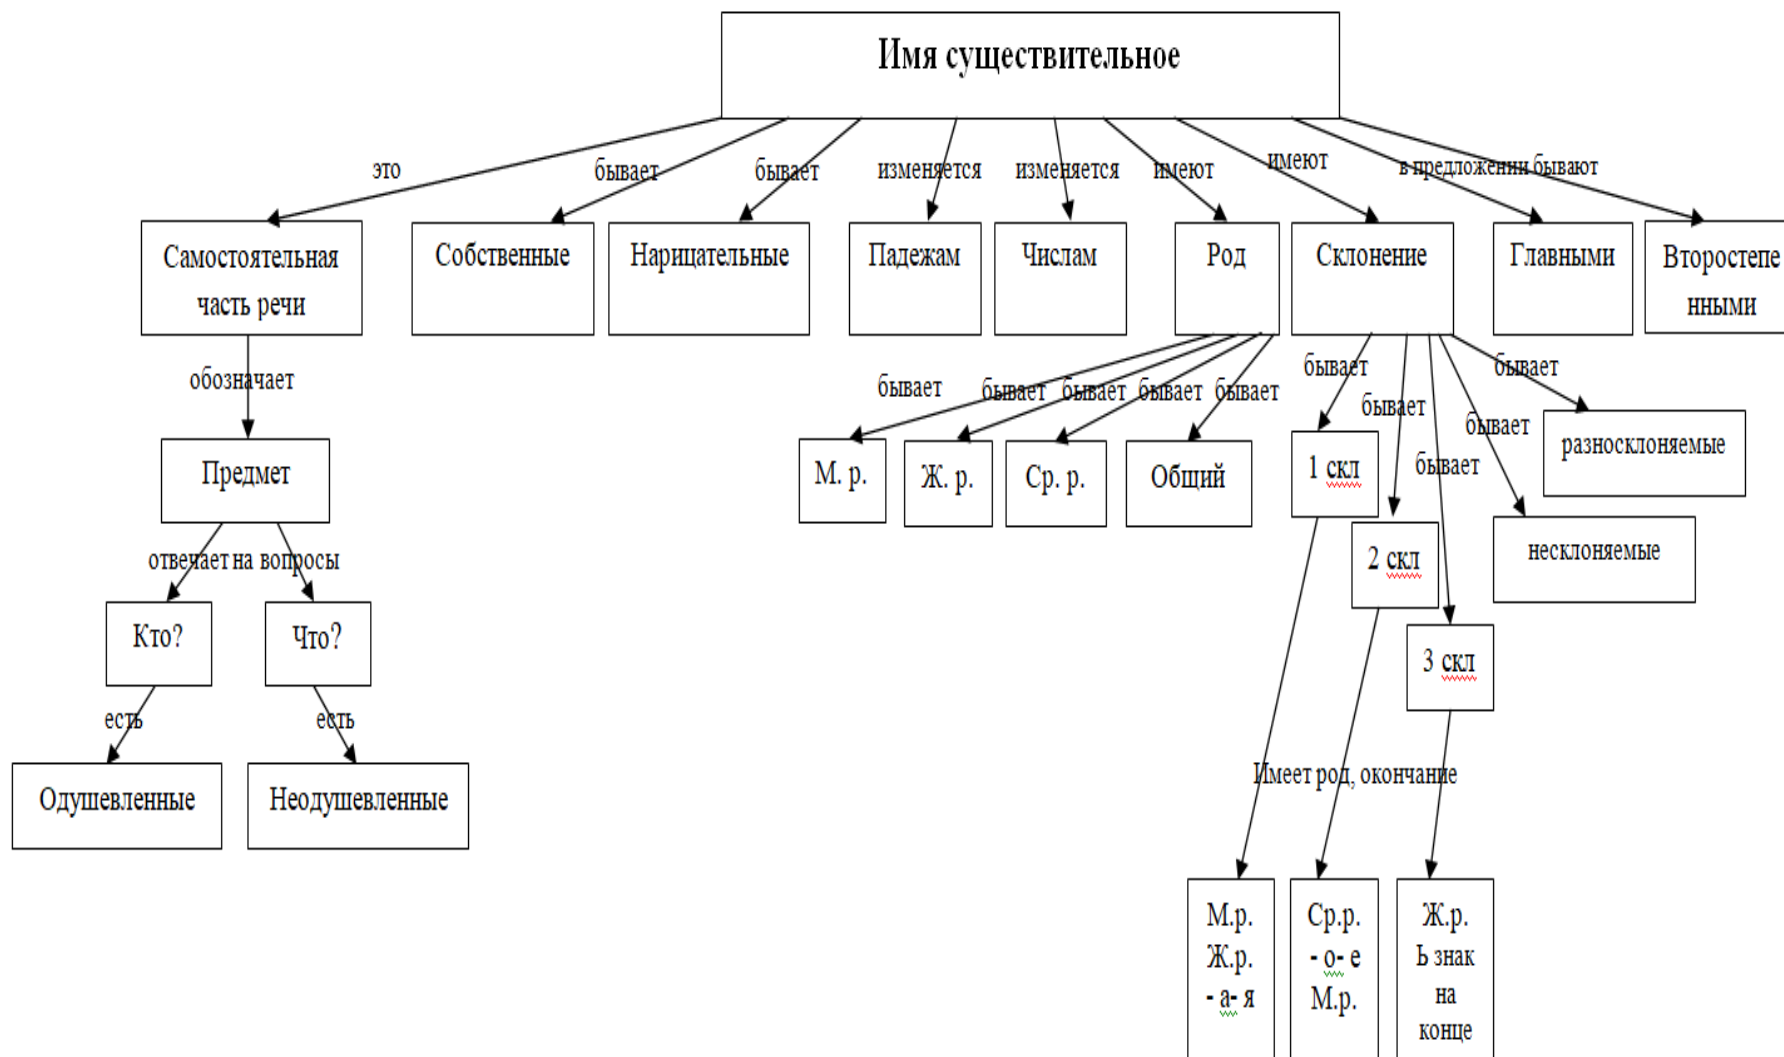 Имя существительное
это
бывает
бывает
изменяется
изменяется
имеют
имеют
в предложении бывают
Самостоятельная
часть речи
Собственные
Нарицательные
Падежам
Числам
Род
Склонение
Главными
Второстепе
нными
обозначает
бывает
бывает
бывает
бывает
бывает
бывает
бывает
бывает
бывает
бывает
Предмет
М. р.
Ж. р.
Ср. р.
Общий
1 скл
2 скл
3 скл
несклоняемые
разносклоняемые
отвечает на вопросы
Кто?
Что?
есть
есть
Одушевленные
Неодушевленные
Имеет род, окончание
М.р.
Ж.р.
- а- я
Ср.р.
- о- е
М.р.
Ж.р.
Ь знак
на
конце